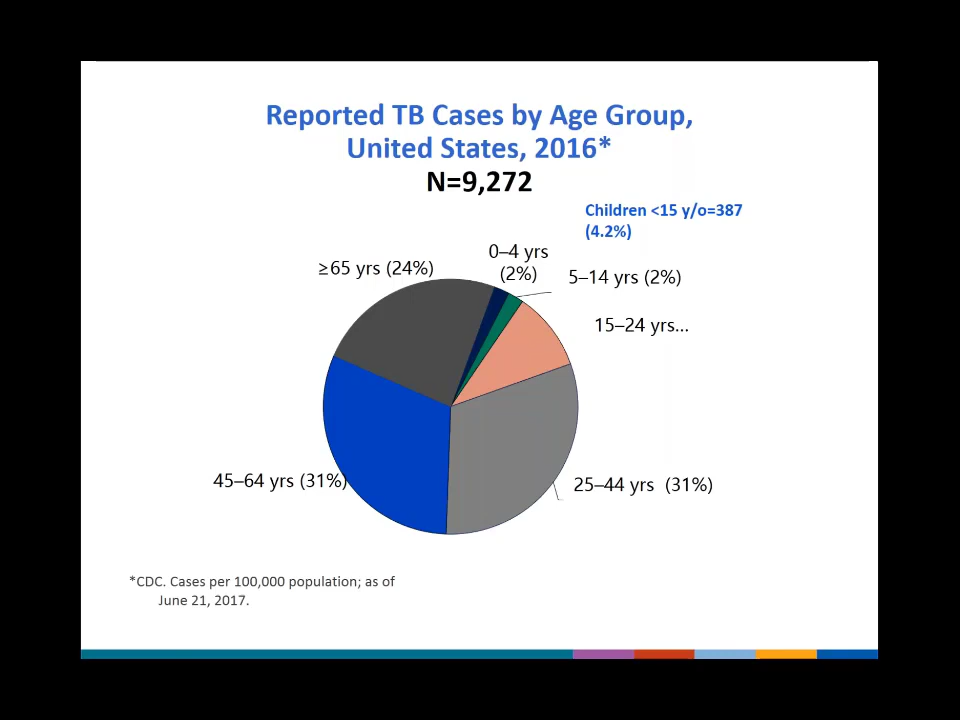 Reported TB Cases by Age Group,
United States, 2016*
N=9,272
Children <15 y/o=387
(4.2%)
0–4 yrs
(2%)
≥65 yrs (24%)
5–14 yrs (2%)
15–24 yrs...
45–64 yrs (31%)
25–44 yrs  (31%)
*CDC. Cases per 100,000 population; as of
June 21, 2017.